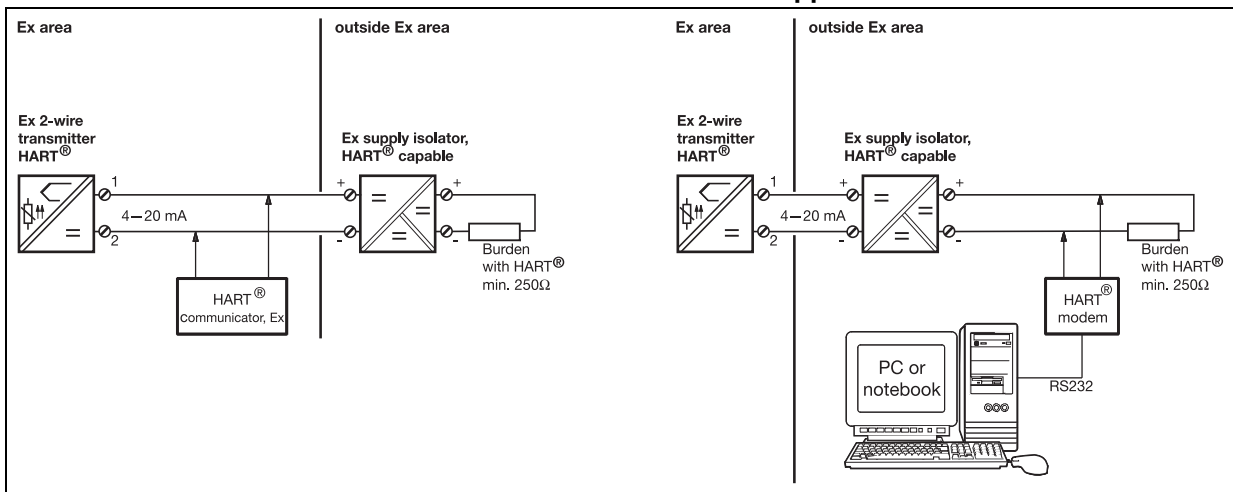 Ex area
outside Ex area
Ex 2-wire
transmitter
HART®
Ex supply isolator,
HART® capable
1
+
+
4–20 mA
2
-
-
Burden
with HART®
min. 250Ω
HART®
communicator, Ex
Ex area
outside Ex area
Ex 2-wire
transmitter
HART®
Ex supply isolator,
HART® capable
1
+
+
4–20 mA
2
-
-
Burden
with HART®
min. 250Ω
HART®
modem
PC or
notebook
RS232